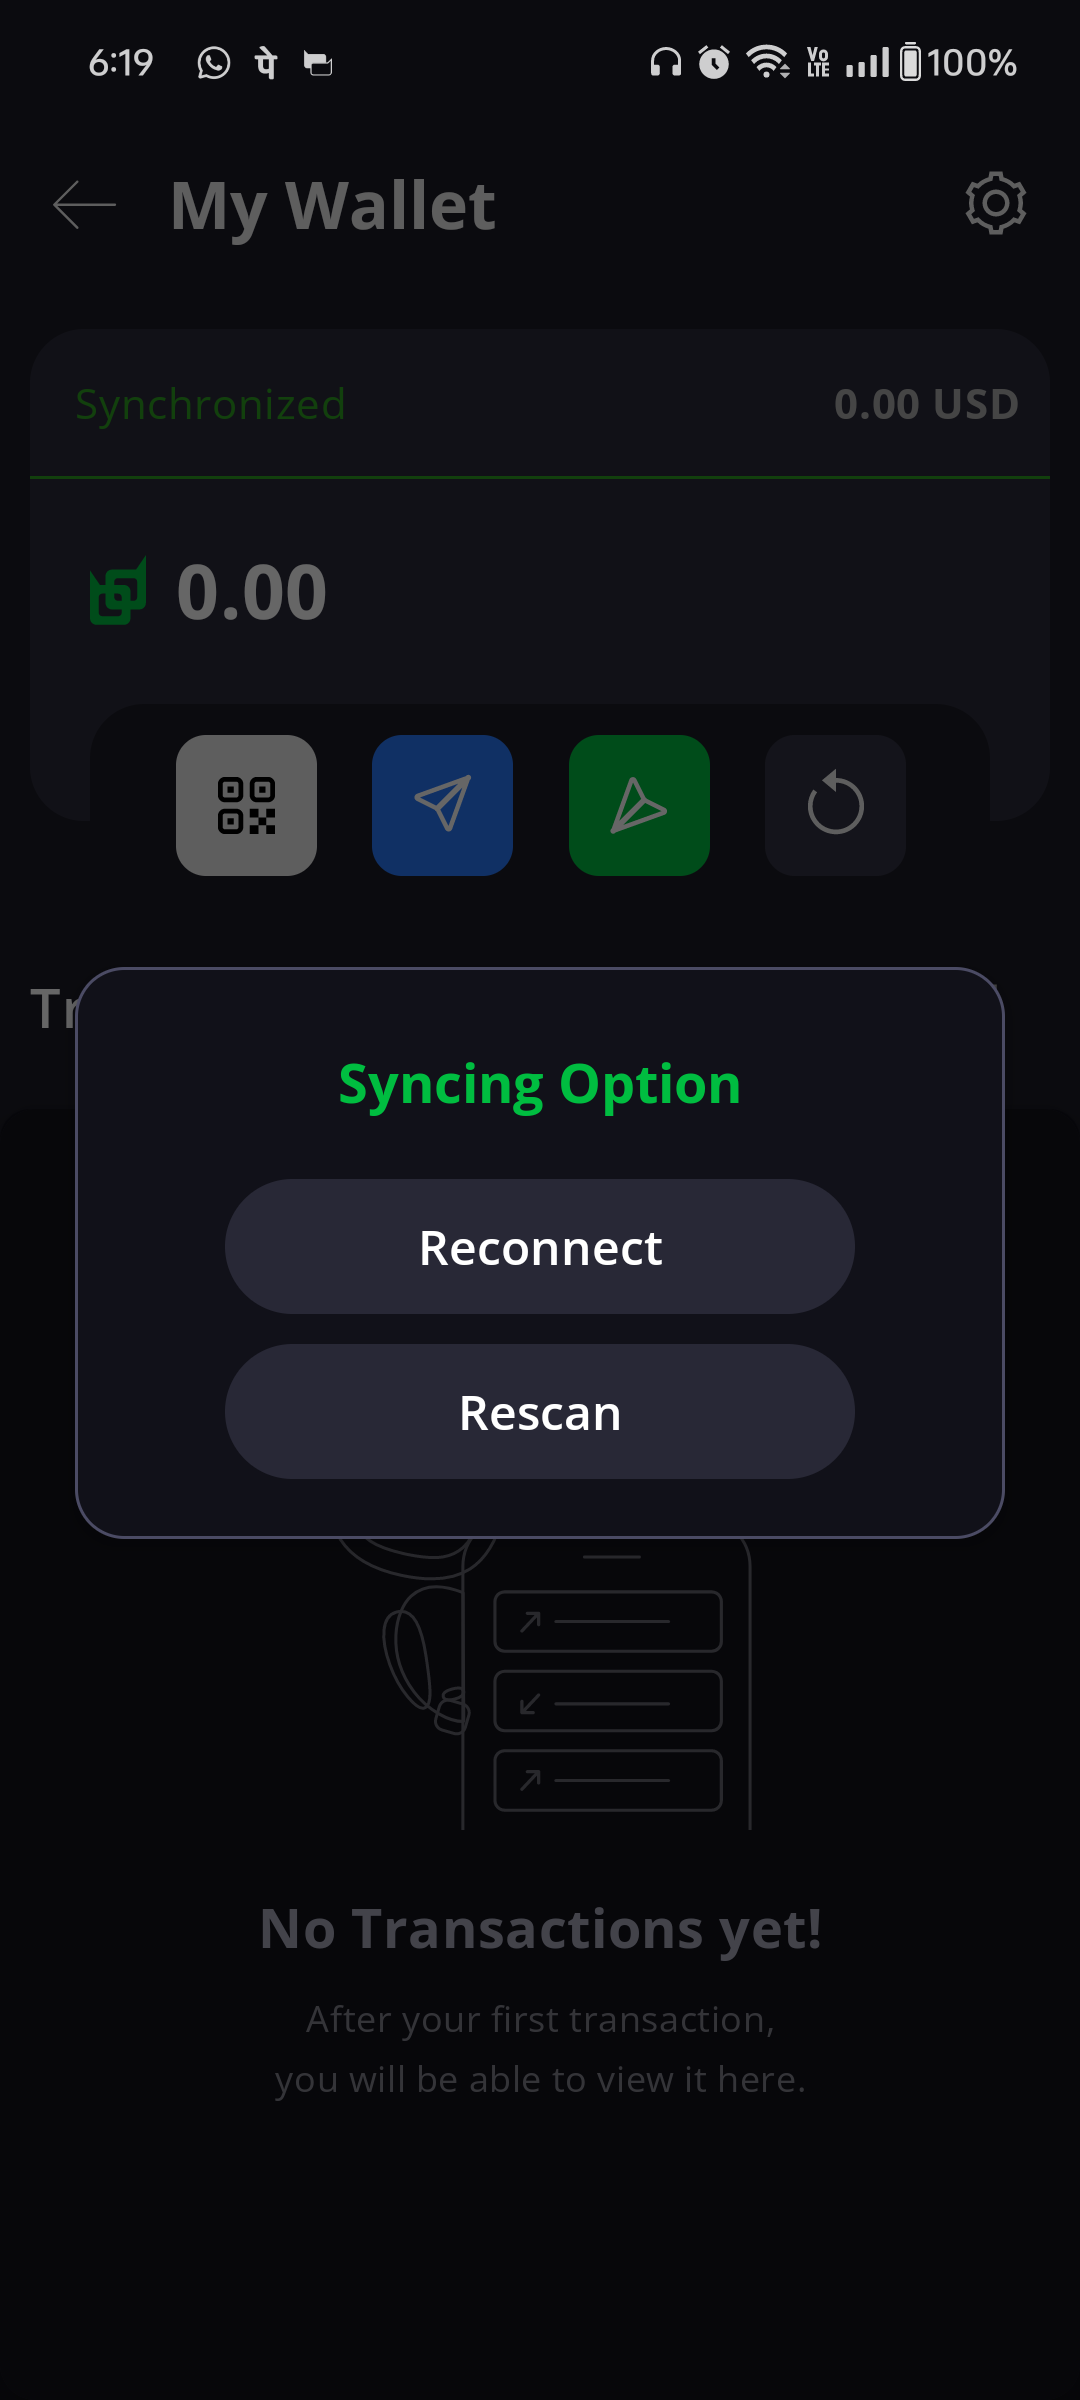 6:19
पे
Vo
LTE
100%
My Wallet
Synchronized
0.00 USD
0.00
Syncing Option
Reconnect
Rescan
No Transactions yet!
After your first transaction,
you will be able to view it here.